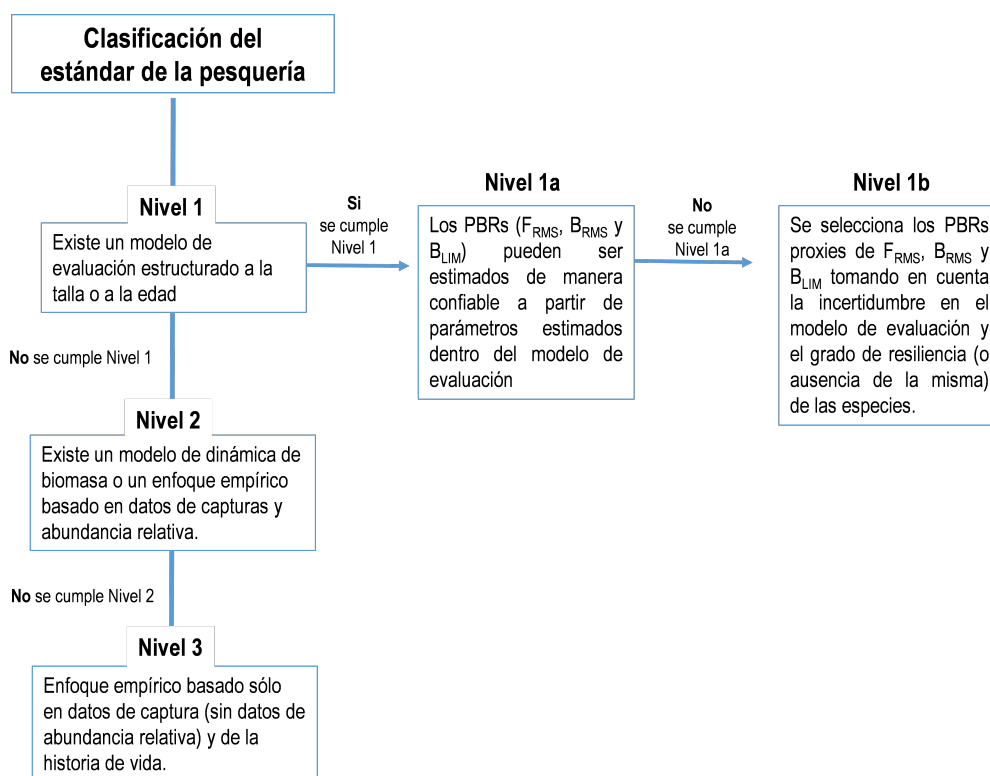 Clasificación del
estándar de la pesquería
Nivel 1
Existe un modelo de
evaluación estructurado a la
talla o a la edad
Si
se cumple
Nivel 1
Nivel 1a
Los PBRs (FRMS, BRMS y
BLIM) pueden ser
estimados de manera
confiable a partir de
parámetros estimados
dentro del modelo de
evaluación
No
se cumple
Nivel 1a
Nivel 1b
Se selecciona los PBRs
proxies de FRMS, BRMS y
BLIM tomando en cuenta
la incertidumbre en el
modelo de evaluación y
el grado de resiliencia (o
ausencia de la misma)
de las especies.
No se cumple Nivel 1
Nivel 2
Existe un modelo de dinámica de
biomasa o un enfoque empírico
basado en datos de capturas y
abundancia relativa.
No se cumple Nivel 2
Nivel 3
Enfoque empírico basado sólo
en datos de captura (sin datos de
abundancia relativa) y de la
historia de vida.